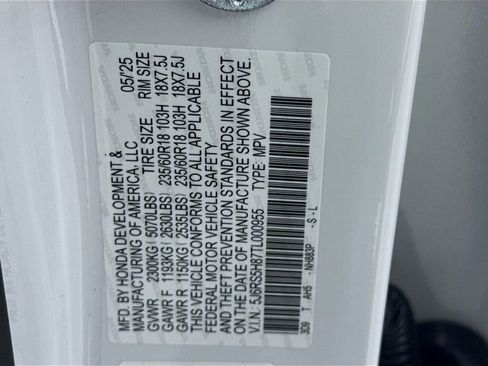 MFD. BY HONDA DEVELOPMENT & 05/25
MANUFACTURING OF AMERICA, LLC
TIRE SIZE RIM SIZE
GVWR 2300KG ( 5070LBS)
GAWR F 1193KG ( 2630LBS) 235/60R18 103H 18X7.5J
GAWR R 1150KG ( 2535LBS) 235/60R18 103H 18X7.5J
THIS VEHICLE CONFORMS TO ALL APPLICABLE
FEDERAL MOTOR VEHICLE SAFETY
AND THEFT PREVENTION STANDARDS IN EFFECT
ON THE DATE OF MANUFACTURE SHOWN ABOVE.
V.I.N: 5J6RS5H87TL000955 TYPE: MPV
3D9 T AH5 -NH883P -S -L